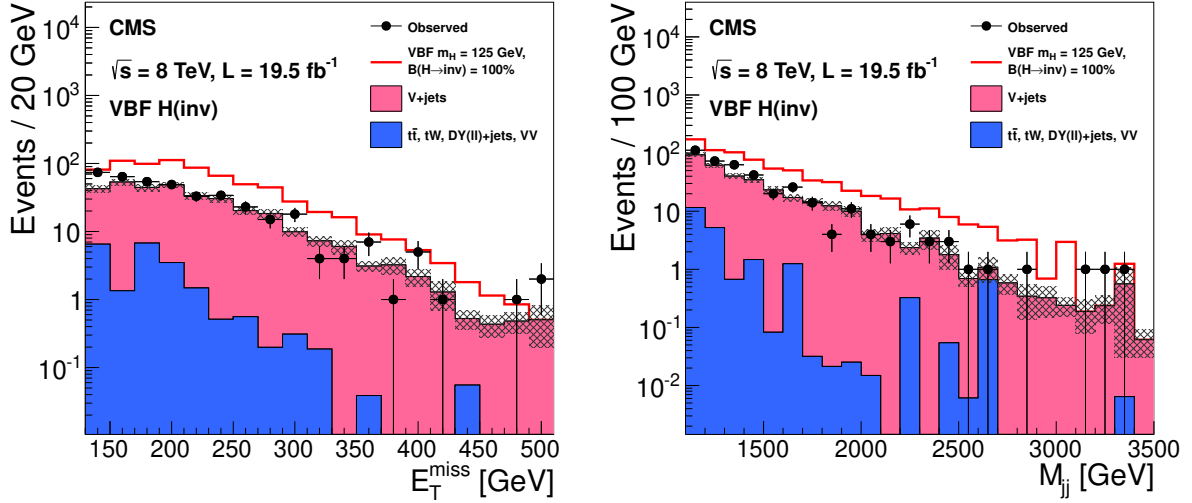 CMS
√s = 8 TeV, L = 19.5 fb⁻¹
VBF H(inv)
Observed
VBF m_H = 125 GeV,
B(H→inv) = 100%
V+jets
tt̄, tW, DY(ll)+jets, VV
Events / 20 GeV
10⁴
10³
10²
10
1
10⁻¹
150 200 250 300 350 400 450 500
E_T^miss [GeV]
CMS
√s = 8 TeV, L = 19.5 fb⁻¹
VBF H(inv)
Observed
VBF m_H = 125 GeV,
B(H→inv) = 100%
V+jets
tt̄, tW, DY(ll)+jets, VV
Events / 100 GeV
10⁴
10³
10²
10
1
10⁻¹
10⁻²
1500 2000 2500 3000 3500
M_jj [GeV]